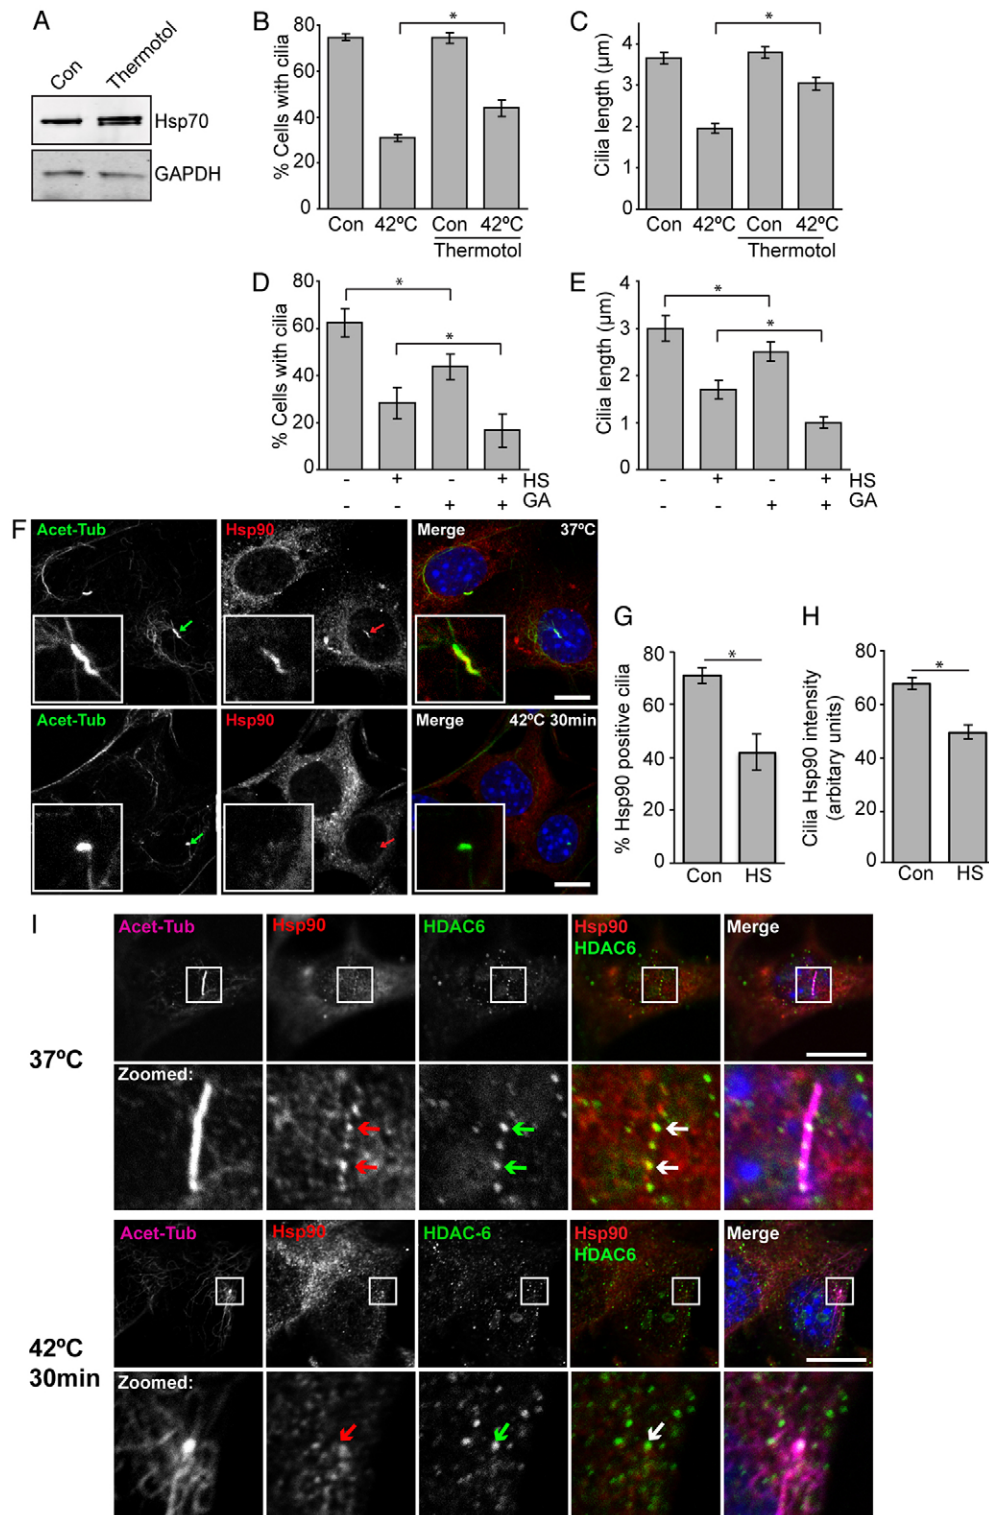 A
Con
Thermotol
Hsp70
GAPDH
B
% Cells with cilia
80
60
40
20
0
Con 42ºC Con 42ºC
Thermotol
C
Cilia length (µm)
4
3
2
1
0
Con 42ºC Con 42ºC
Thermotol
D
% Cells with cilia
80
60
40
20
0
*
*
- + - + HS
- - + + GA
E
Cilia length (µm)
4
3
2
1
0
*
*
- + - + HS
- - + + GA
F
Acet-Tub Hsp90 Merge 37ºC
Acet-Tub Hsp90 Merge 42ºC 30min
G
% Hsp90 positive cilia
80
60
40
20
0
*
Con HS
H
Cilia Hsp90 intensity
(arbitary units)
80
60
40
20
0
*
Con HS
I
37ºC
Acet-Tub Hsp90 HDAC6 Hsp90 Merge
HDAC6
Zoomed:
42ºC
30min
Acet-Tub Hsp90 HDAC-6 Hsp90 Merge
HDAC6
Zoomed: